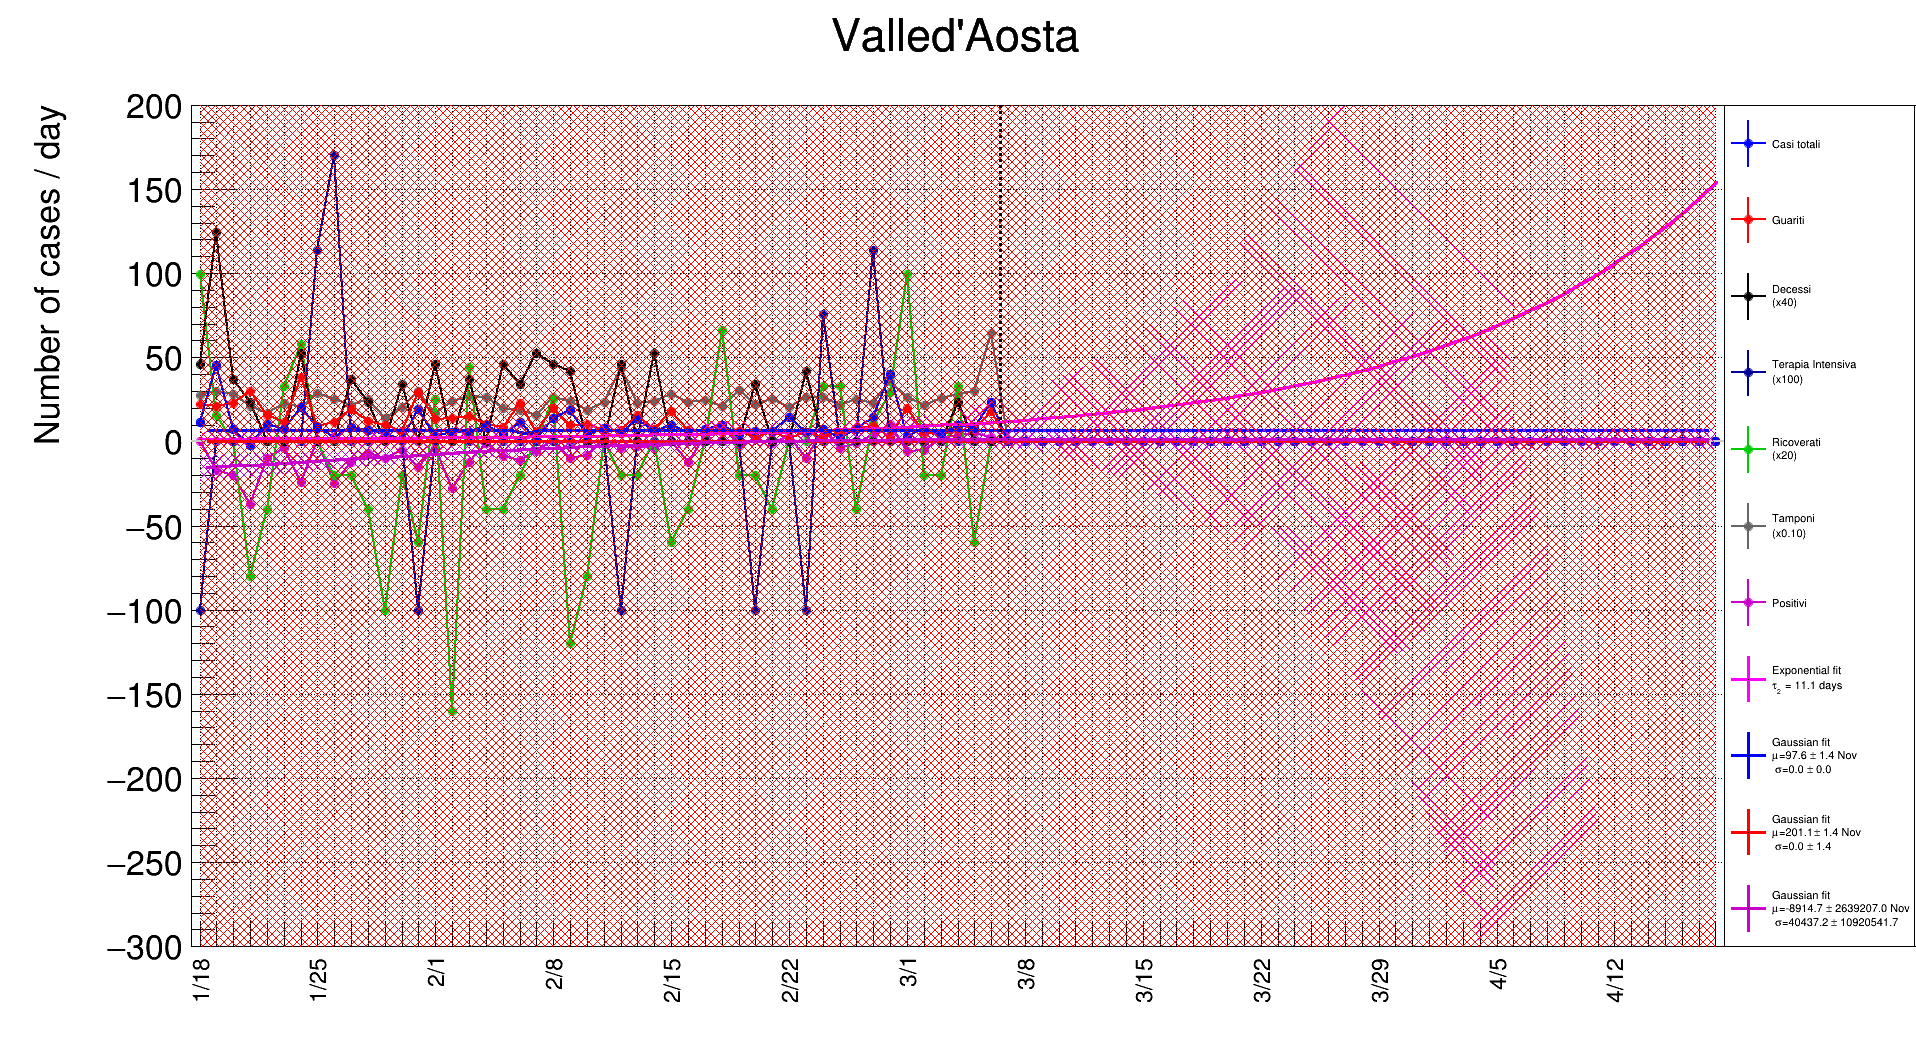 Valled'Aosta
Number of cases / day
200
150
100
50
0
−50
−100
−150
−200
−250
−300
1/18
1/25
2/1
2/8
2/15
2/22
3/1
3/8
3/15
3/22
3/29
4/5
4/12
Casi totali
Guariti
Decessi
(x40)
Terapia Intensiva
(x100)
Ricoverati
(x20)
Tamponi
(x0.10)
Positivi
Exponential fit
τ2 = 11.1 days
Gaussian fit
μ=97.6 ± 1.4 Nov
σ=0.0 ± 0.0
Gaussian fit
μ=201.1± 1.4 Nov
σ=0.0 ± 1.4
Gaussian fit
μ=-8914.7 ± 2639207.0 Nov
σ=40437.2 ± 10920541.7